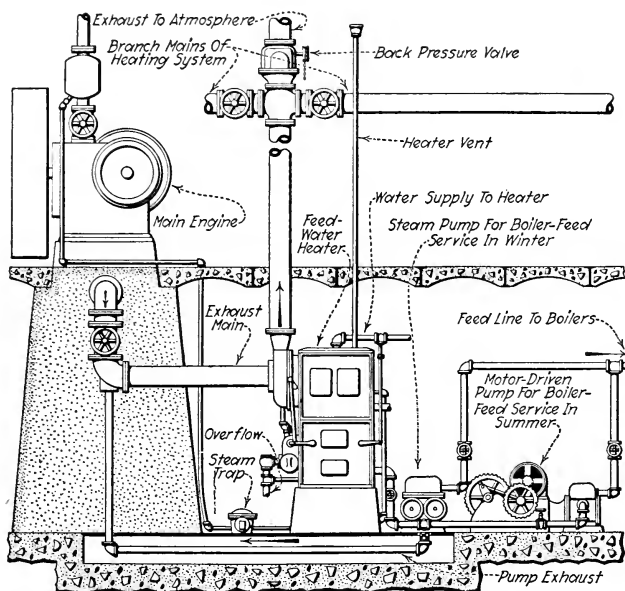 Exhaust To Atmosphere
Branch Mains Of
Heating System
Back Pressure Valve
Heater Vent
Main Engine
Water Supply To Heater
Feed-
Water
Heater
Steam Pump For Boiler-Feed
Service In Winter
Exhaust
Main
Feed Line To Boilers
Motor-Driven
Pump For Boiler-
Feed Service In
Summer
Overflow
Steam
Trap
Pump Exhaust